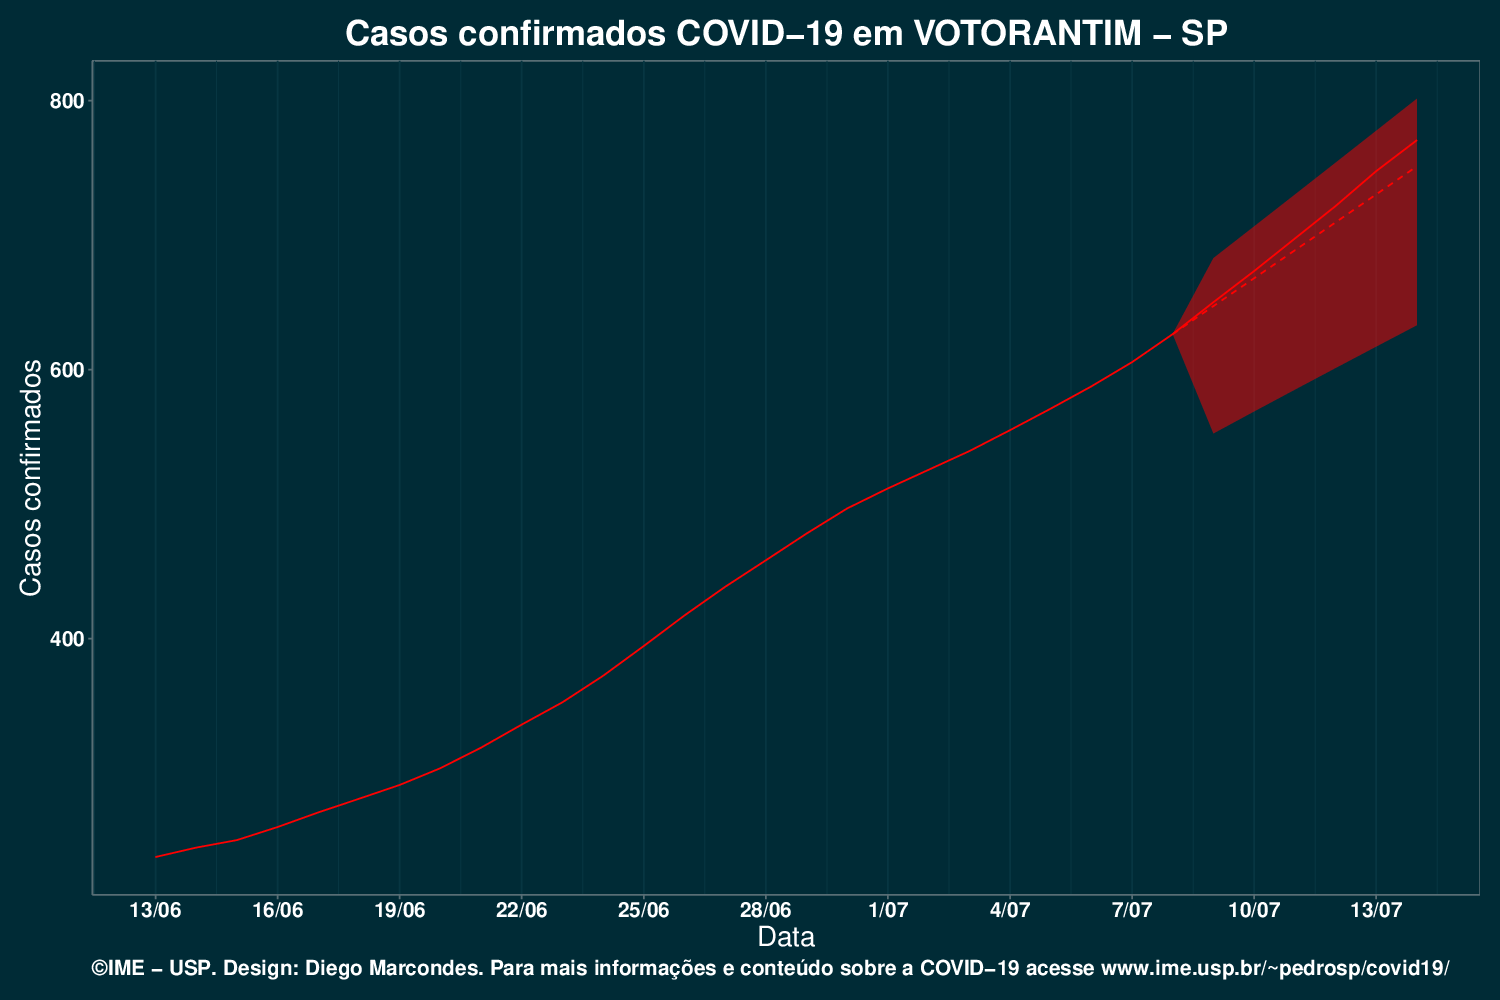 Casos confirmados COVID−19 em VOTORANTIM − SP
800
600
400
Casos confirmados
13/06 16/06 19/06 22/06 25/06 28/06 1/07 4/07 7/07 10/07 13/07
Data
©IME − USP. Design: Diego Marcondes. Para mais informações e conteúdo sobre a COVID−19 acesse www.ime.usp.br/~pedrosp/covid19/